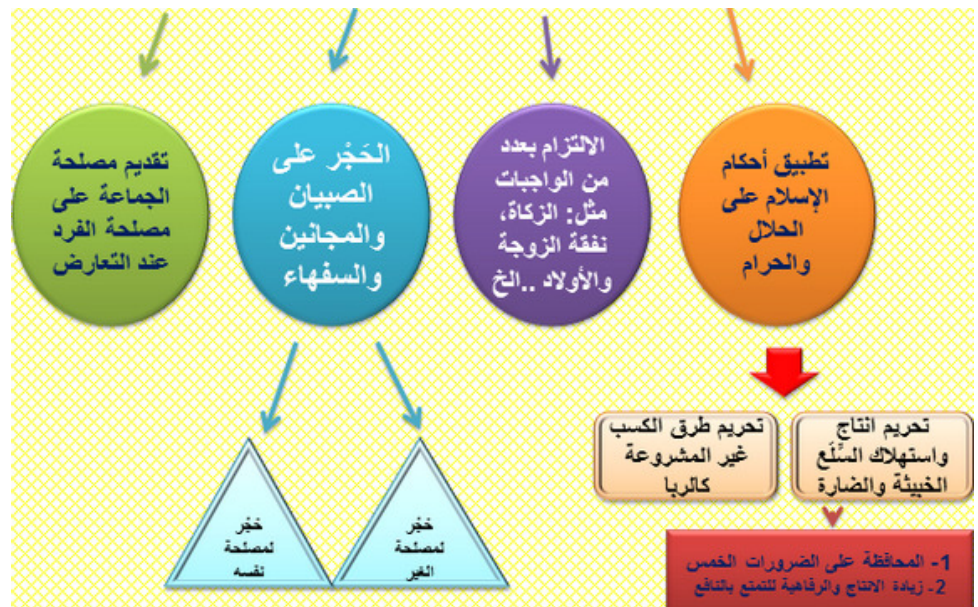 تطبيق أحكام
الإسلام على
الحلال
والحرام
الالتزام بعدد
من الواجبات
مثل: الزكاة،
نفقة الزوجة
والأولاد ..الخ
الحَجْر على
الصبيان
والمجانين
والسفهاء
تقديم مصلحة
الجماعة على
مصلحة الفرد
عند التعارض
تحريم انتاج
واستهلاك السِّلَع
الخبيثة والضارة
تحريم طرق الكسب
غير المشروعة
كالربا
1- المحافظة على الضرورات الخمس
2- زيادة الانتاج والرفاهية للتمتع بالنافع
حَجْر
لمصلحة
الغير
حَجْر
لمصلحة
نفسه